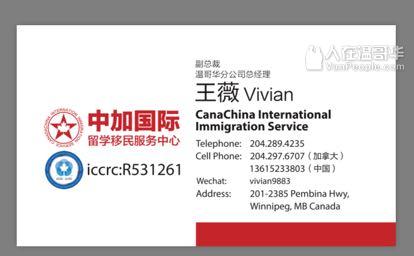 人在温哥华
VanPeople.com
副总裁
温哥华分公司总经理
王薇 Vivian
CanaChina International
Immigration Service
中加国际
留学移民服务中心
iccrc:R531261
Telephone: 204.289.4235
Cell Phone: 204.297.6707（加拿大）
13615233803（中国）
Wechat: vivian9883
Address: 201-2385 Pembina Hwy,
Winnipeg, MB Canada